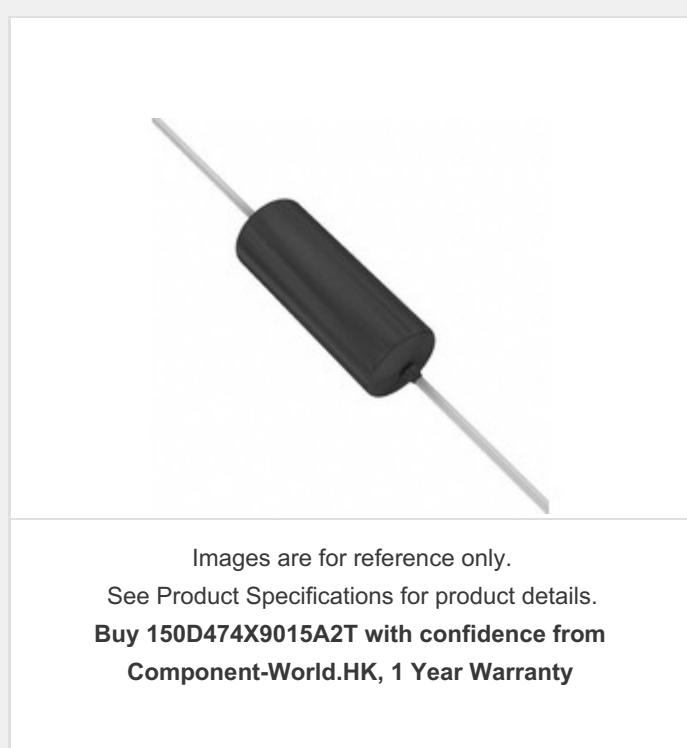 Images are for reference only.
See Product Specifications for product details.
Buy 150D474X9015A2T with confidence from
Component-World.HK, 1 Year Warranty